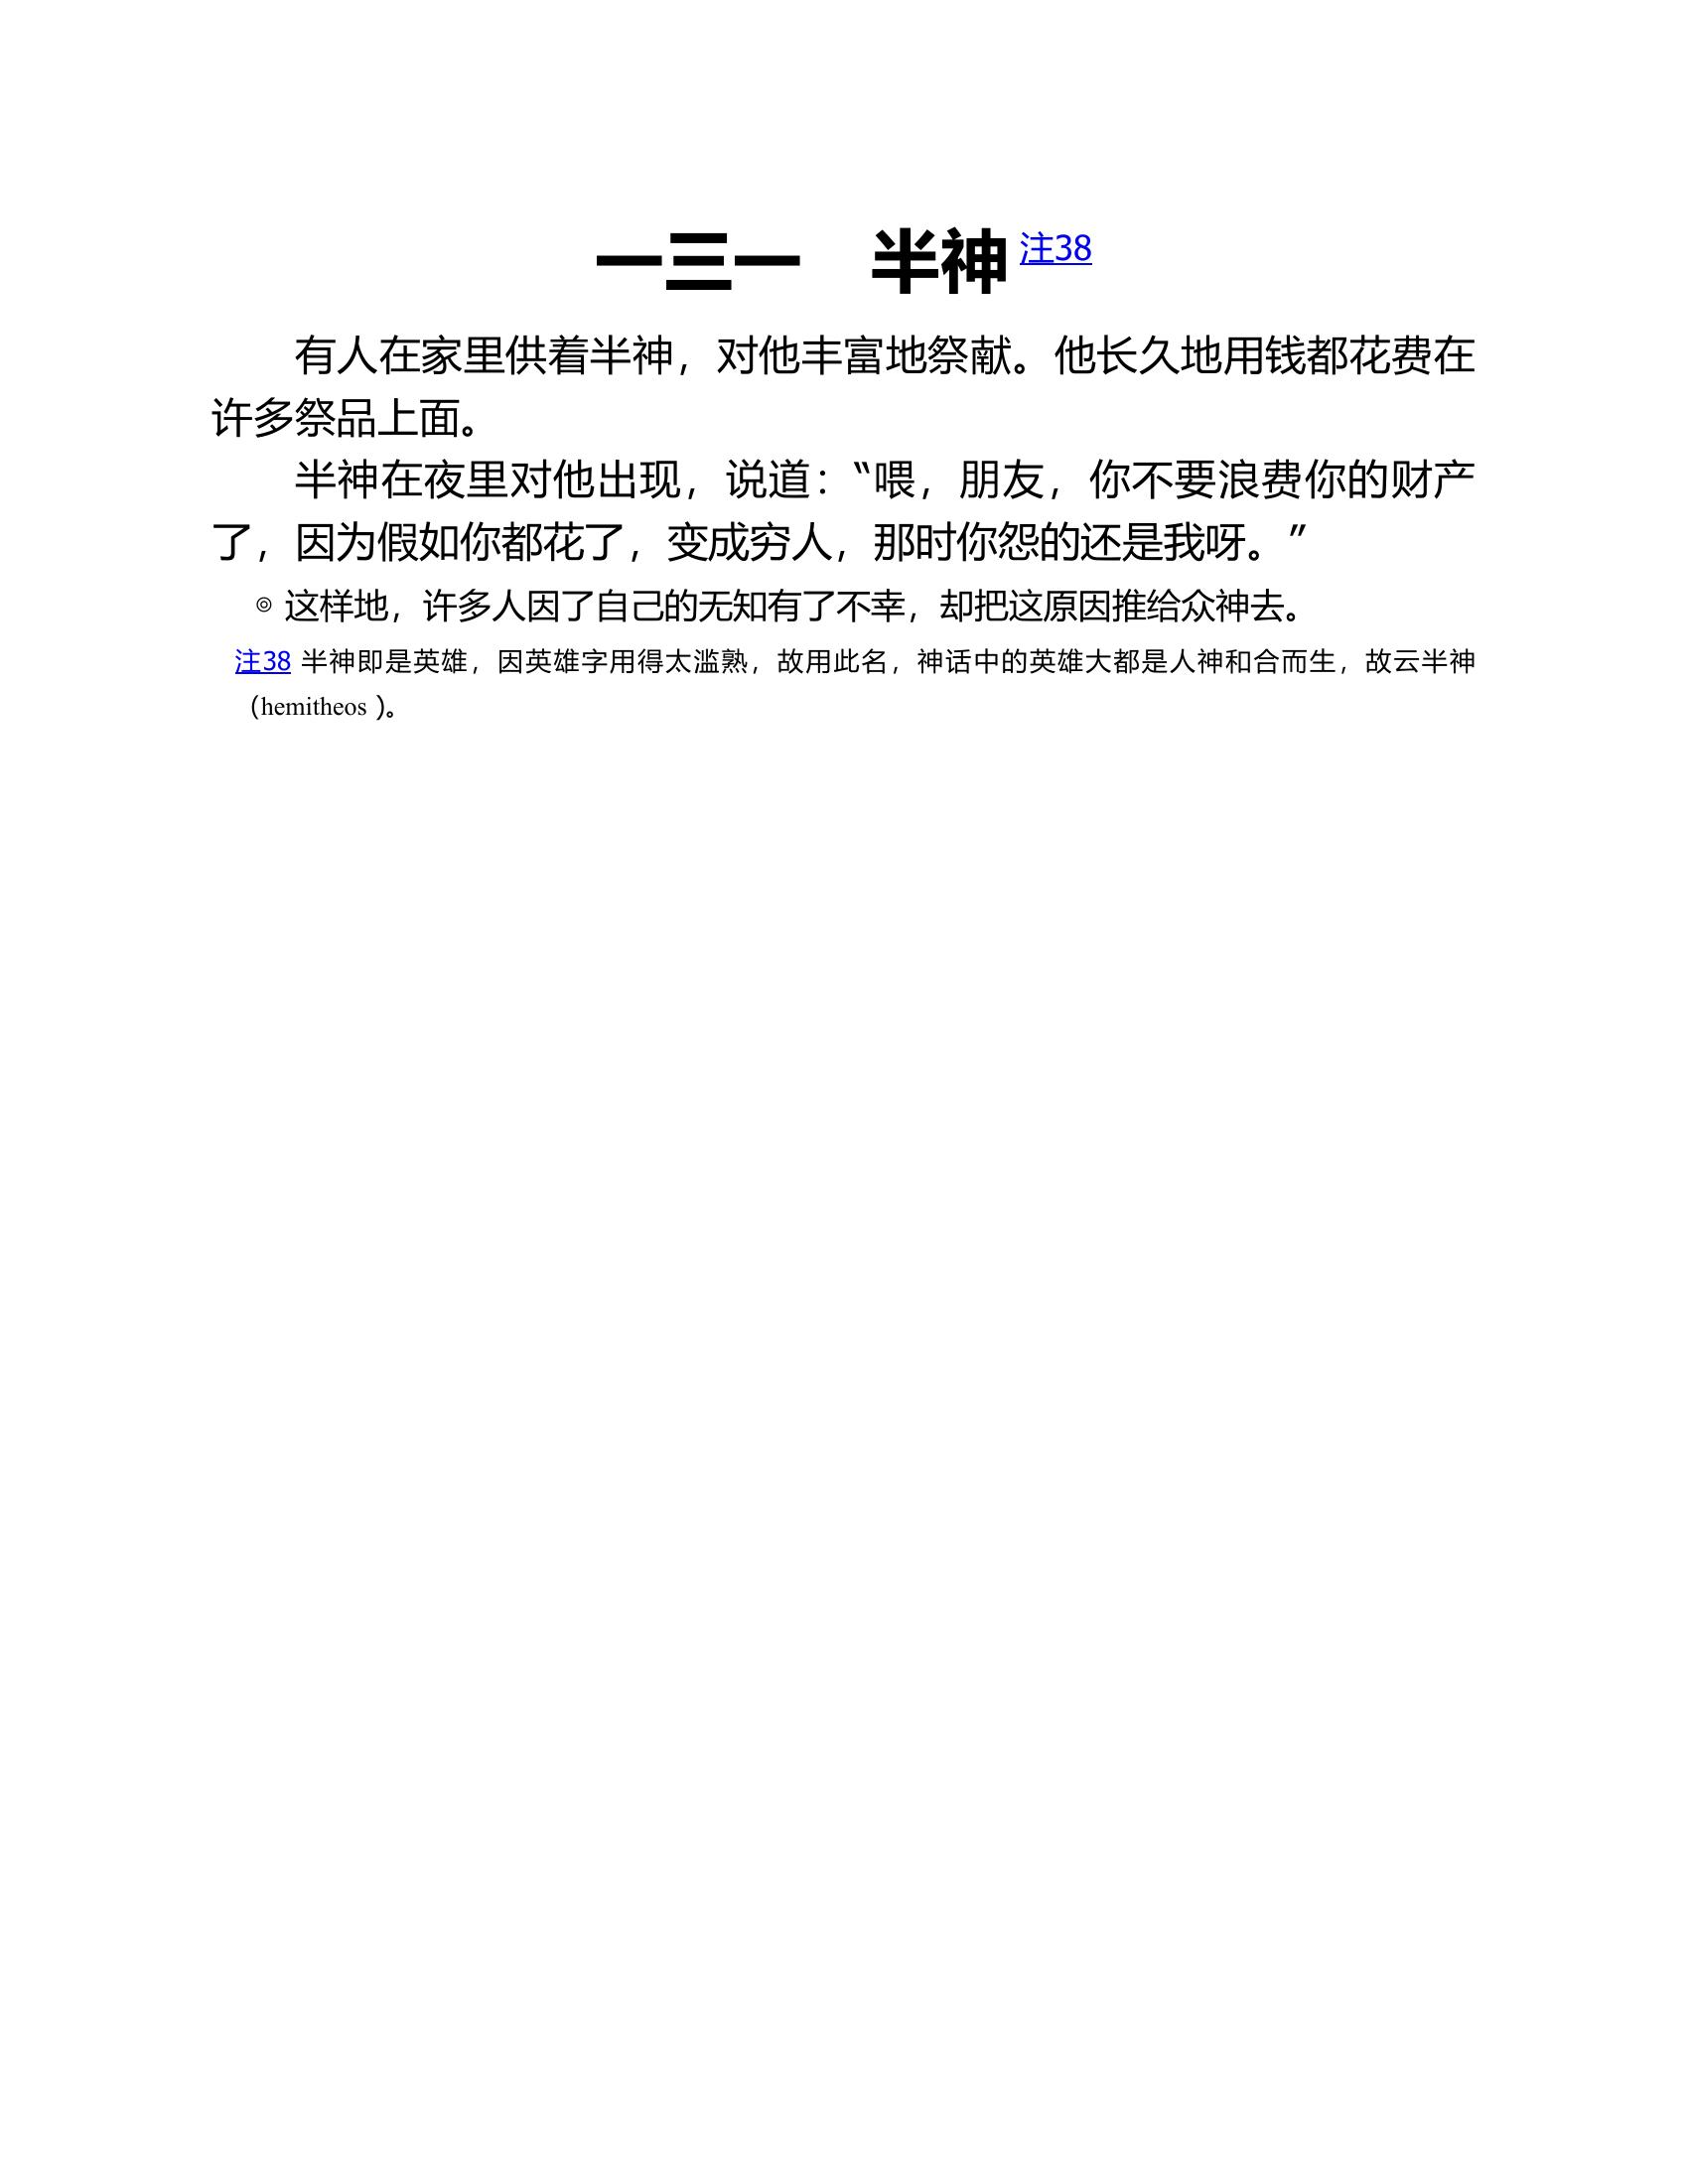 一三一　半神 注38
有人在家里供着半神，对他丰富地祭献。他长久地用钱都花费在
许多祭品上面。
半神在夜里对他出现，说道：“喂，朋友，你不要浪费你的财产
了，因为假如你都花了，变成穷人，那时你怨的还是我呀。”
◎ 这样地，许多人因了自己的无知有了不幸，却把这原因推给众神去。
注38 半神即是英雄，因英雄字用得太滥熟，故用此名，神话中的英雄大都是人神和合而生，故云半神
（hemitheos ）。